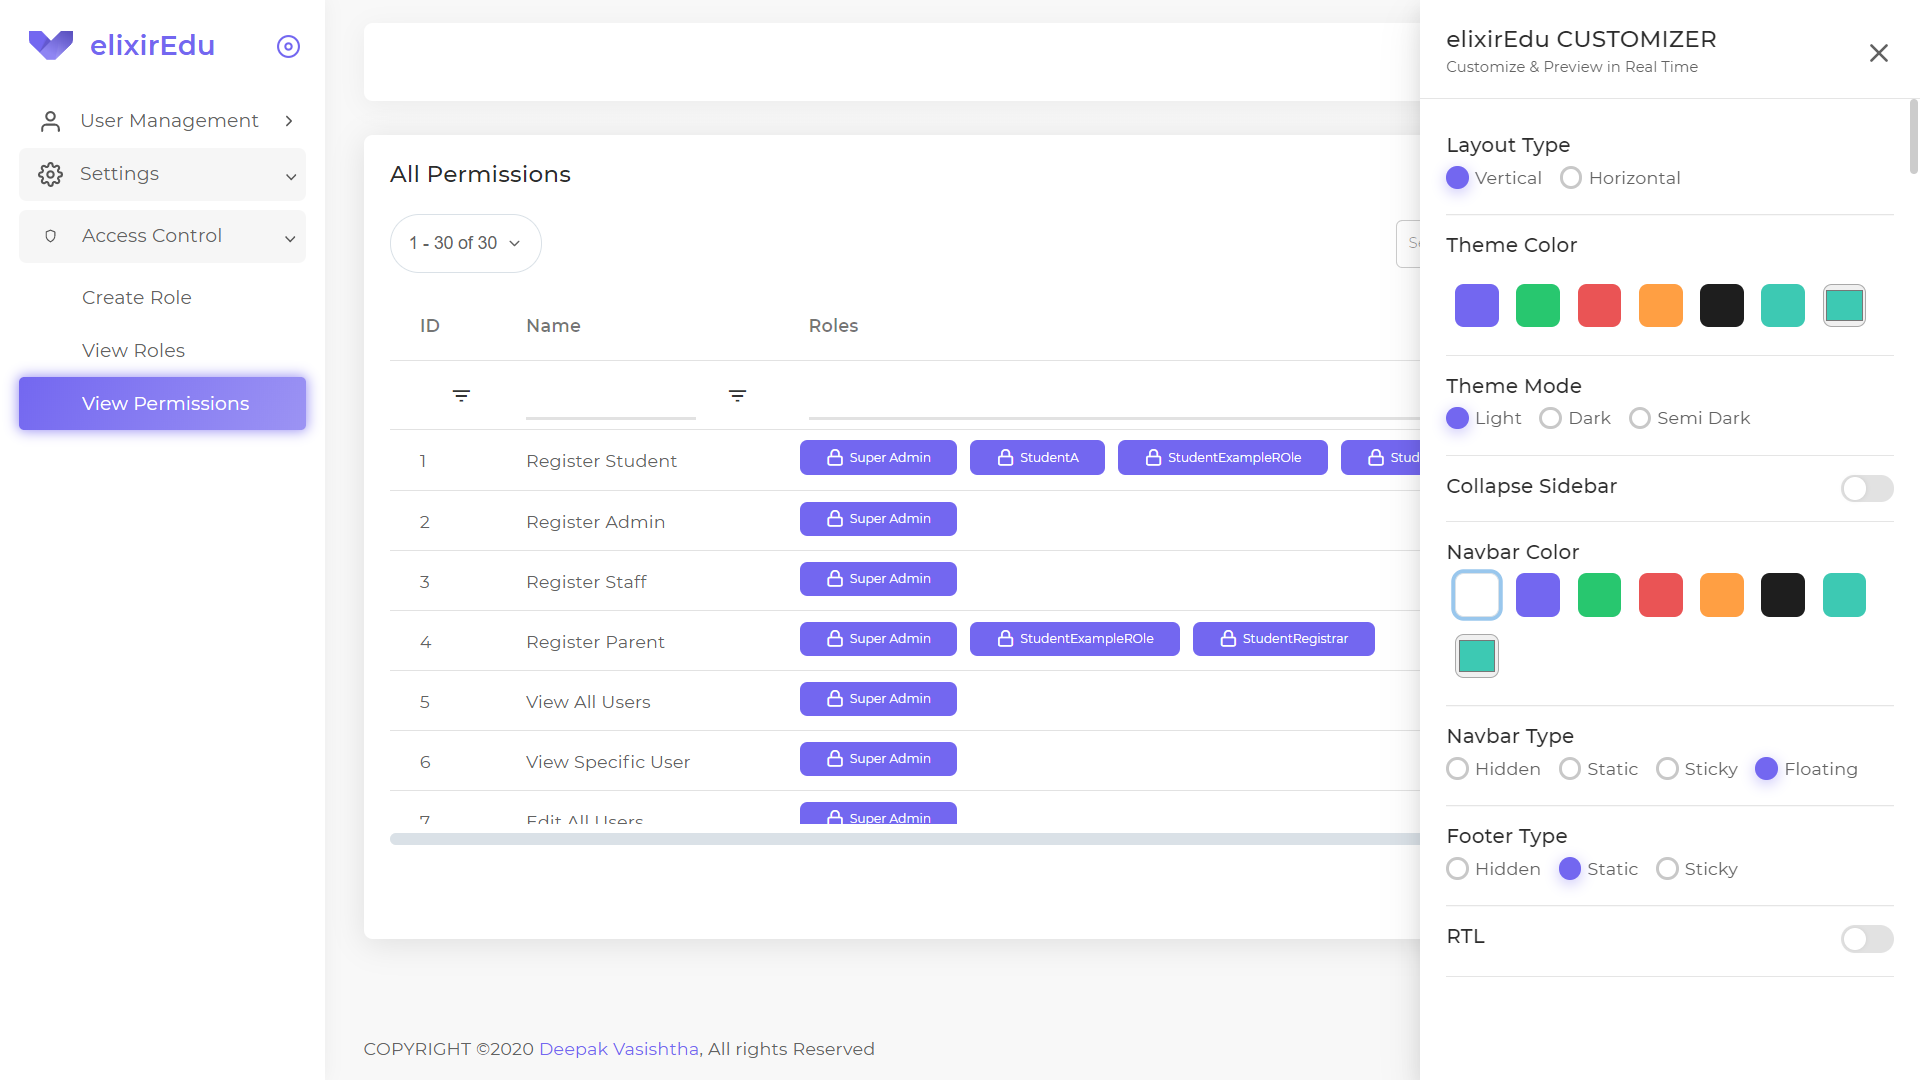 elixirEdu
User Management
Settings
Access Control
Create Role
View Roles
View Permissions
All Permissions
1 - 30 of 30
ID Name Roles
1 Register Student Super Admin StudentA StudentExampleROle Stud
2 Register Admin Super Admin
3 Register Staff Super Admin
4 Register Parent Super Admin StudentExampleROle StudentRegistrar
5 View All Users Super Admin
6 View Specific User Super Admin
7 Edit All Users Super Admin
COPYRIGHT ©2020 Deepak Vasishtha, All rights Reserved
elixirEdu CUSTOMIZER
Customize & Preview in Real Time
Layout Type
Vertical Horizontal
Theme Color
Theme Mode
Light Dark Semi Dark
Collapse Sidebar
Navbar Color
Navbar Type
Hidden Static Sticky Floating
Footer Type
Hidden Static Sticky
RTL